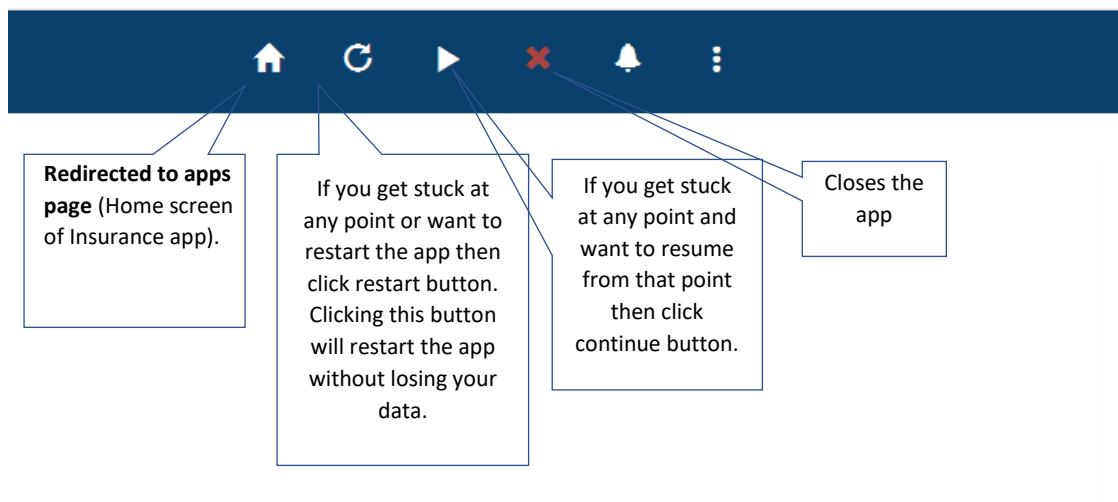 Redirected to apps
page (Home screen
of Insurance app).
If you get stuck at
any point or want to
restart the app then
click restart button.
Clicking this button
will restart the app
without losing your
data.
If you get stuck
at any point and
want to resume
from that point
then click
continue button.
Closes the
app